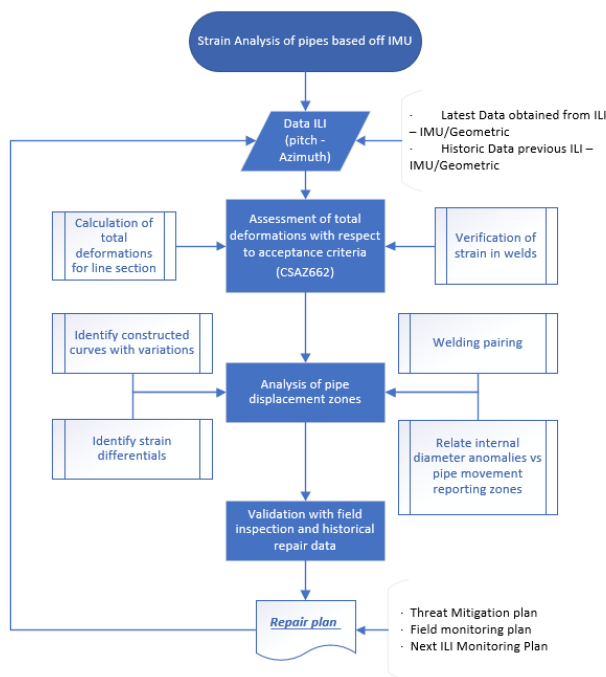 Strain Analysis of pipes based off IMU
Data ILI
(pitch -
Azimuth)
· Latest Data obtained from ILI
– IMU/Geometric
· Historic Data previous ILI –
IMU/Geometric
Calculation of
total
deformations
for line section
Assessment of total
deformations with respect
to acceptance criteria
(CSAZ662)
Verification of
strain in welds
Identify constructed
curves with variations
Welding pairing
Analysis of pipe
displacement zones
Identify strain
differentials
Relate internal
diameter anomalies vs
pipe movement
reporting zones
Validation with field
inspection and historical
repair data
Repair plan
· Threat Mitigation plan
· Field monitoring plan
· Next ILI Monitoring Plan